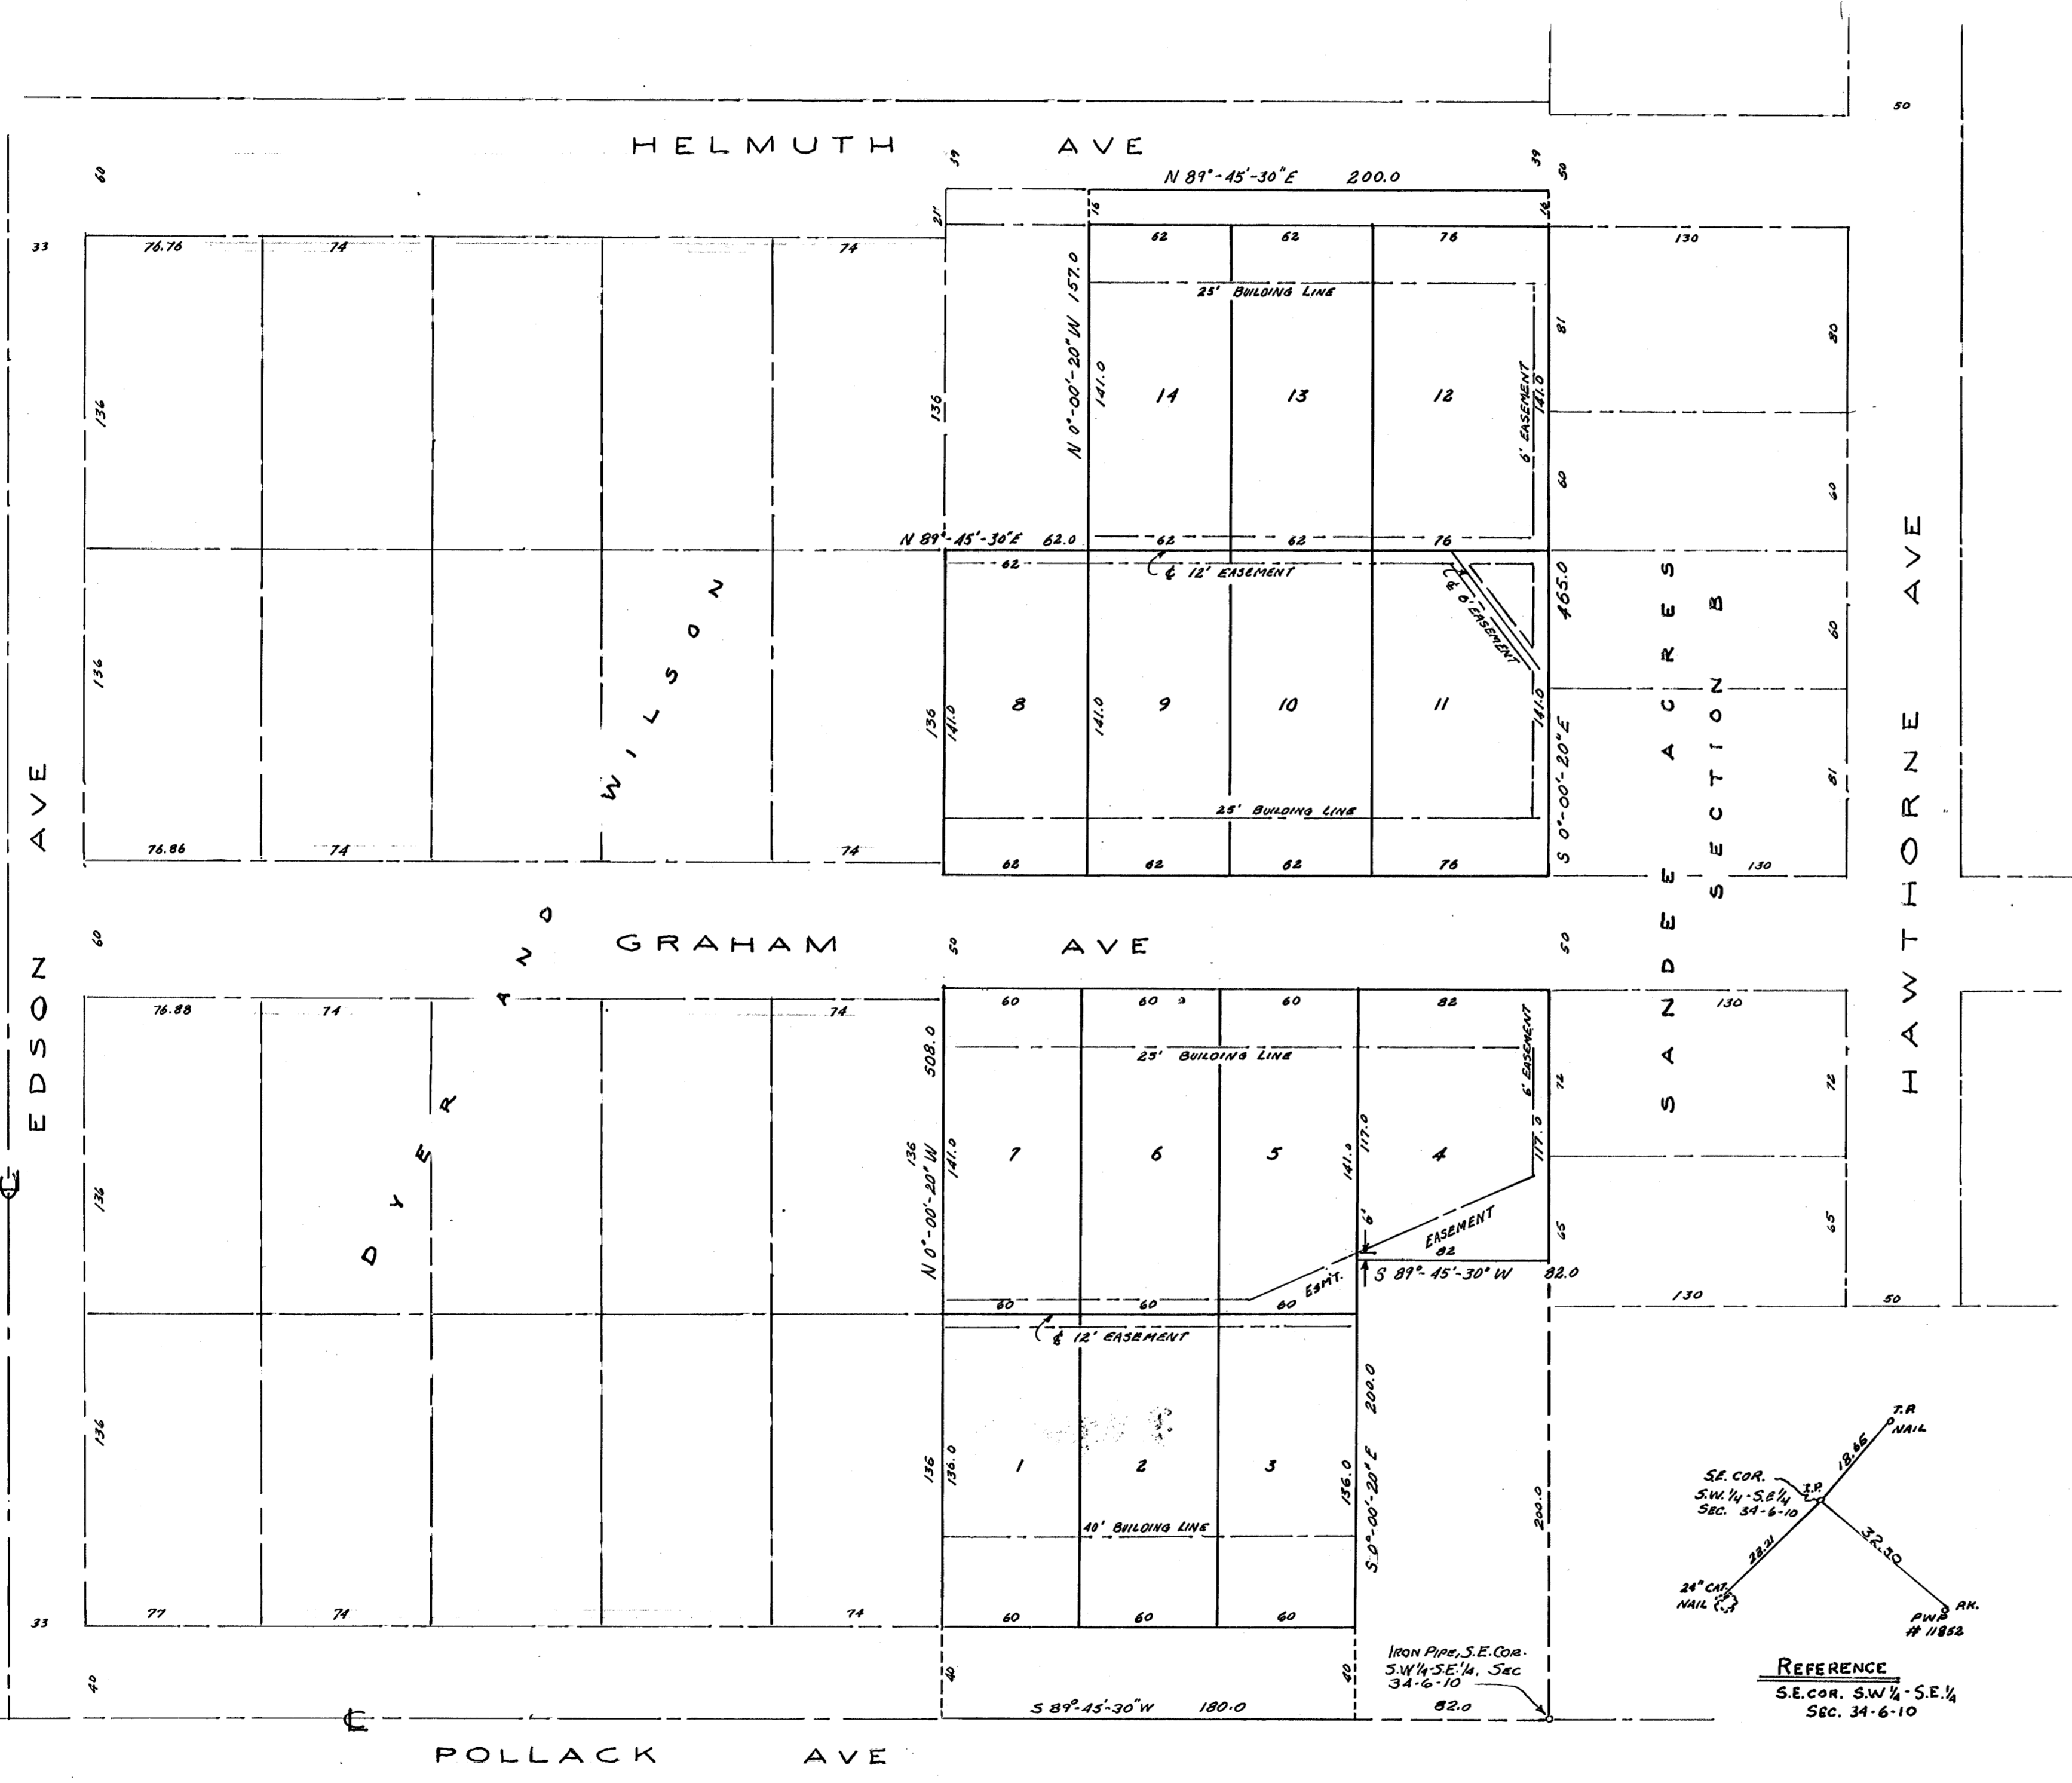 50
HELMUTH AVE
60
39
39
50
N 89°-45'-30"E 200.0
21'
16
16
33
76.76
74
74
62
62
76
130
25' BUILDING LINE
N 0°-00'-20" W 157.0
136
136
141.0
14
13
12
6' EASEMENT
141.0
81
60
80
60
N 89°-45'-30"E 62.0
62
62
76
62
℄ 12' EASEMENT
℄ 6' EASEMENT
465.0
S 0°-00'-20" E
60
81
136
136
141.0
8
141.0
9
10
11
141.0
25' BUILDING LINE
76.86
74
74
62
62
62
76
130
WILSON
AND
DYER
SANDEE ACRES
SECTION B
HAWTHORNE AVE
EDSON AVE
60
GRAHAM AVE
50
50
76.88
74
74
60
60
60
82
130
25' BUILDING LINE
508.0
N 0°-00'-20" W
136
136
141.0
7
6
5
141.0
117.0
4
6' EASEMENT
117.0
72
72
65
65
6'
EASEMENT
82
S 89°-45'-30" W 82.0
ESM'T.
60
60
60
130
50
℄ 12' EASEMENT
136
136
136.0
1
2
3
136.0
S 0°-00'-20" E 200.0
200.0
40' BUILDING LINE
33
77
74
74
60
60
60
40
40
40
℄
℄
S 89°-45'-30" W 180.0
82.0
IRON PIPE, S.E. COR.
S.W ¼-S.E. ¼, SEC
34-6-10
POLLACK AVE
T.P.
NAIL
18.66
S.E. COR.
S.W. ¼-S.E ¼
SEC. 34-6-10
I.P.
28.21
32.50
24" CAT.
NAIL
P.K.
PWP
# 11852
REFERENCE
S.E. COR. S.W ¼-S.E. ¼
SEC. 34-6-10